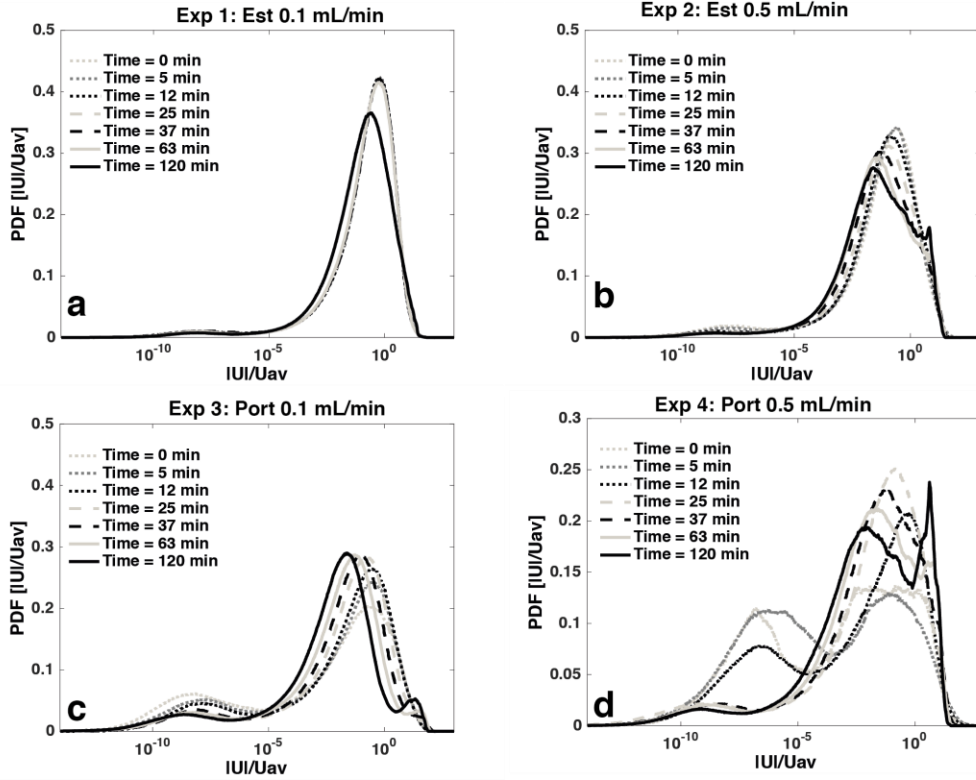 Exp 1: Est 0.1 mL/min
0.5
0.4
0.3
0.2
0.1
0
PDF [|U|/Uav]
Time = 0 min
Time = 5 min
Time = 12 min
Time = 25 min
Time = 37 min
Time = 63 min
Time = 120 min
a
10^-10
10^-5
10^0
|U|/Uav
Exp 2: Est 0.5 mL/min
0.5
0.4
0.3
0.2
0.1
0
PDF [|U|/Uav]
Time = 0 min
Time = 5 min
Time = 12 min
Time = 25 min
Time = 37 min
Time = 63 min
Time = 120 min
b
10^-10
10^-5
10^0
|U|/Uav
Exp 3: Port 0.1 mL/min
0.5
0.4
0.3
0.2
0.1
0
PDF [|U|/Uav]
Time = 0 min
Time = 5 min
Time = 12 min
Time = 25 min
Time = 37 min
Time = 63 min
Time = 120 min
c
10^-10
10^-5
10^0
|U|/Uav
Exp 4: Port 0.5 mL/min
0.3
0.25
0.2
0.15
0.1
0.05
0
PDF [|U|/Uav]
Time = 0 min
Time = 5 min
Time = 12 min
Time = 25 min
Time = 37 min
Time = 63 min
Time = 120 min
d
10^-10
10^-5
10^0
|U|/Uav